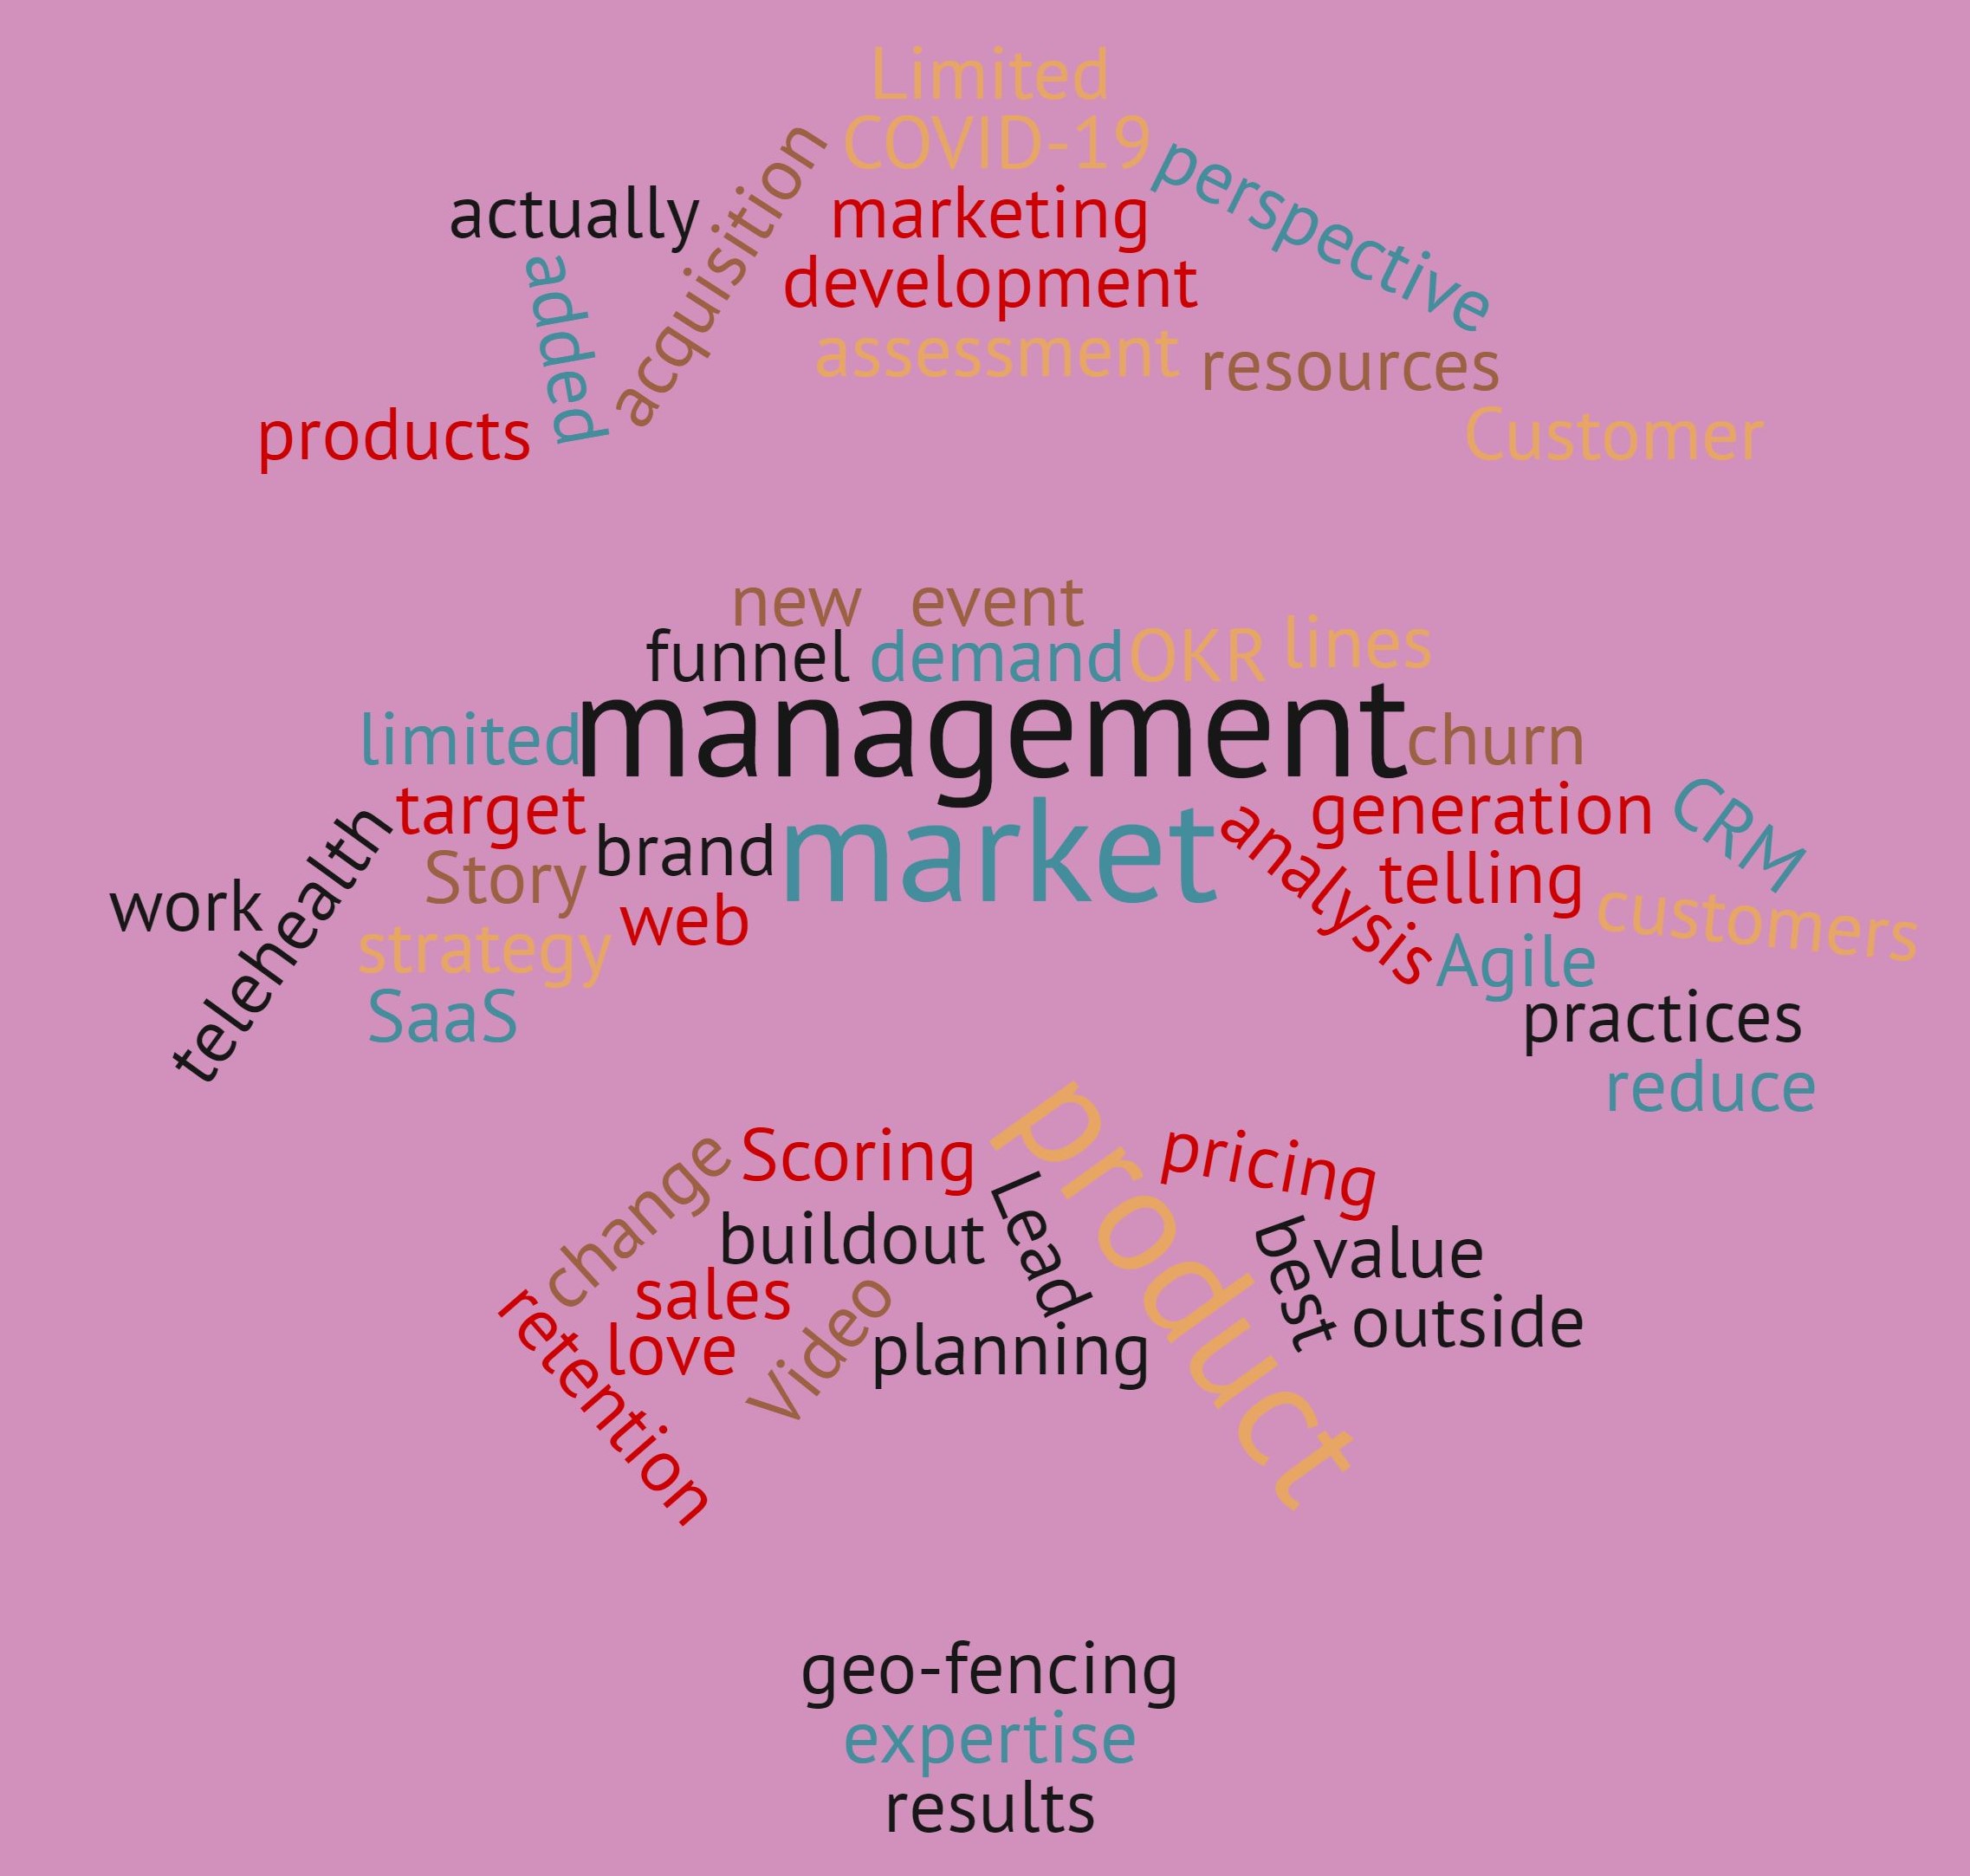 Limited
COVID-19
perspective
actually
acquisition
marketing
added
development
assessment
resources
products
Customer
new event
funnel demand OKR lines
management
limited
churn
target
market
generation
CRM
telehealth
Story
brand
analysis
telling
work
web
customers
strategy
Agile
SaaS
practices
reduce
product
change
Scoring
pricing
Lead
buildout
best
value
sales
Video
outside
retention
love
planning
geo-fencing
expertise
results